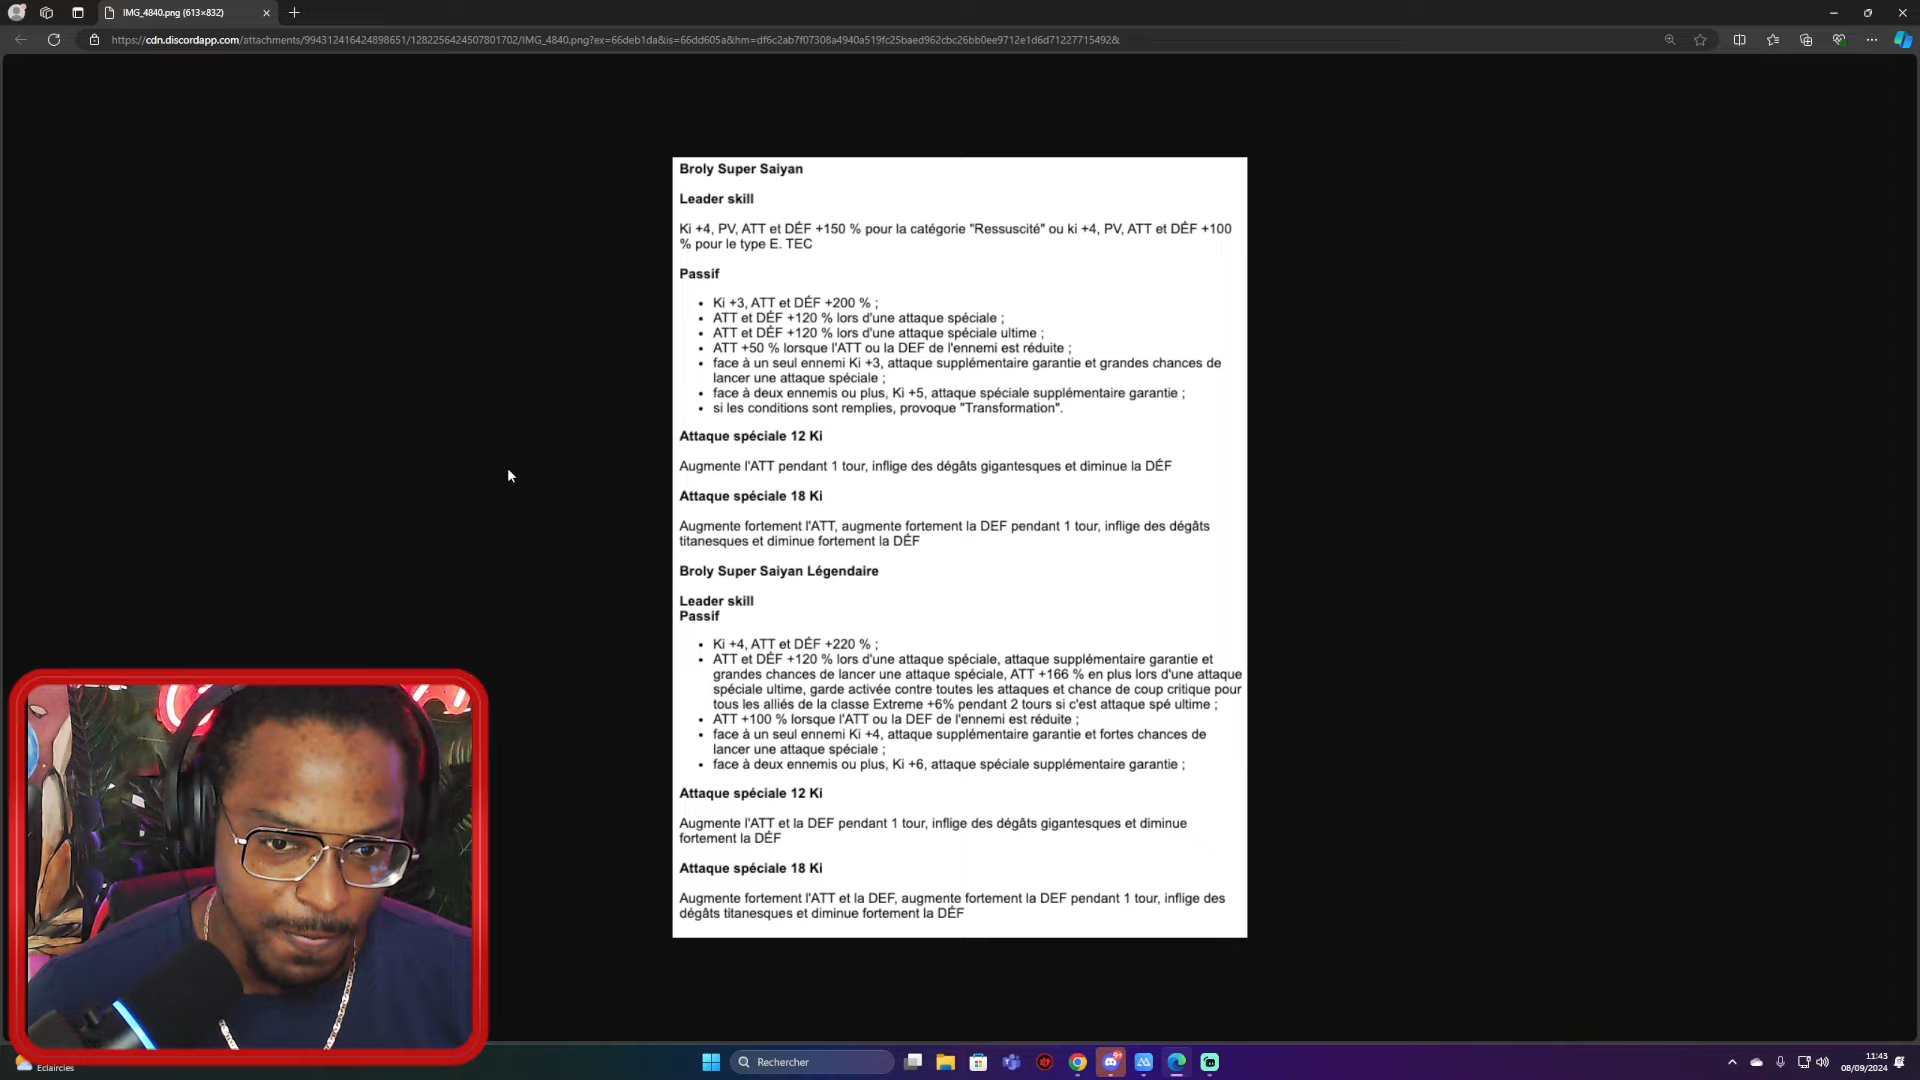 IMG_4840.png (613×832)
https://cdn.discordapp.com/attachments/994312416424898651/1282256424507801702/IMG_4840.png?ex=66deb1da&is=66dd605a&hm=df6c2ab7f07308a4940a519fc25baed962cbc26bb0ee9712e1d6d71227715492&
Broly Super Saiyan
Leader skill
Ki +4, PV, ATT et DÉF +150 % pour la catégorie "Ressuscité" ou ki +4, PV, ATT et DÉF +100
% pour le type E. TEC
Passif
• Ki +3, ATT et DÉF +200 % ;
• ATT et DÉF +120 % lors d'une attaque spéciale ;
• ATT et DÉF +120 % lors d'une attaque spéciale ultime ;
• ATT +50 % lorsque l'ATT ou la DEF de l'ennemi est réduite ;
• face à un seul ennemi Ki +3, attaque supplémentaire garantie et grandes chances de
lancer une attaque spéciale ;
• face à deux ennemis ou plus, Ki +5, attaque spéciale supplémentaire garantie ;
• si les conditions sont remplies, provoque "Transformation".
Attaque spéciale 12 Ki
Augmente l'ATT pendant 1 tour, inflige des dégâts gigantesques et diminue la DÉF
Attaque spéciale 18 Ki
Augmente fortement l'ATT, augmente fortement la DEF pendant 1 tour, inflige des dégâts
titanesques et diminue fortement la DÉF
Broly Super Saiyan Légendaire
Leader skill
Passif
• Ki +4, ATT et DÉF +220 % ;
• ATT et DÉF +120 % lors d'une attaque spéciale, attaque supplémentaire garantie et
grandes chances de lancer une attaque spéciale, ATT +166 % en plus lors d'une attaque
spéciale ultime, garde activée contre toutes les attaques et chance de coup critique pour
tous les alliés de la classe Extreme +6% pendant 2 tours si c'est attaque spé ultime ;
• ATT +100 % lorsque l'ATT ou la DEF de l'ennemi est réduite ;
• face à un seul ennemi Ki +4, attaque supplémentaire garantie et fortes chances de
lancer une attaque spéciale ;
• face à deux ennemis ou plus, Ki +6, attaque spéciale supplémentaire garantie ;
Attaque spéciale 12 Ki
Augmente l'ATT et la DEF pendant 1 tour, inflige des dégâts gigantesques et diminue
fortement la DÉF
Attaque spéciale 18 Ki
Augmente fortement l'ATT et la DEF, augmente fortement la DEF pendant 1 tour, inflige des
dégâts titanesques et diminue fortement la DÉF
Eclaircies
Rechercher
9+
11:43
08/09/2024